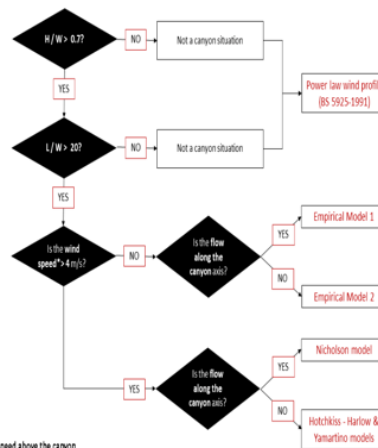 H / W > 0.7?
NO
Not a canyon situation
YES
Power law wind profil
(BS 5925-1991)
L / W > 20?
NO
Not a canyon situation
YES
Is the wind
speed*> 4 m/s?
NO
Is the flow
along the
canyon axis?
YES
Empirical Model 1
NO
Empirical Model 2
YES
Is the flow
along the
canyon axis?
YES
Nicholson model
NO
Hotchkiss - Harlow &
Yamartino models
peed above the canyon